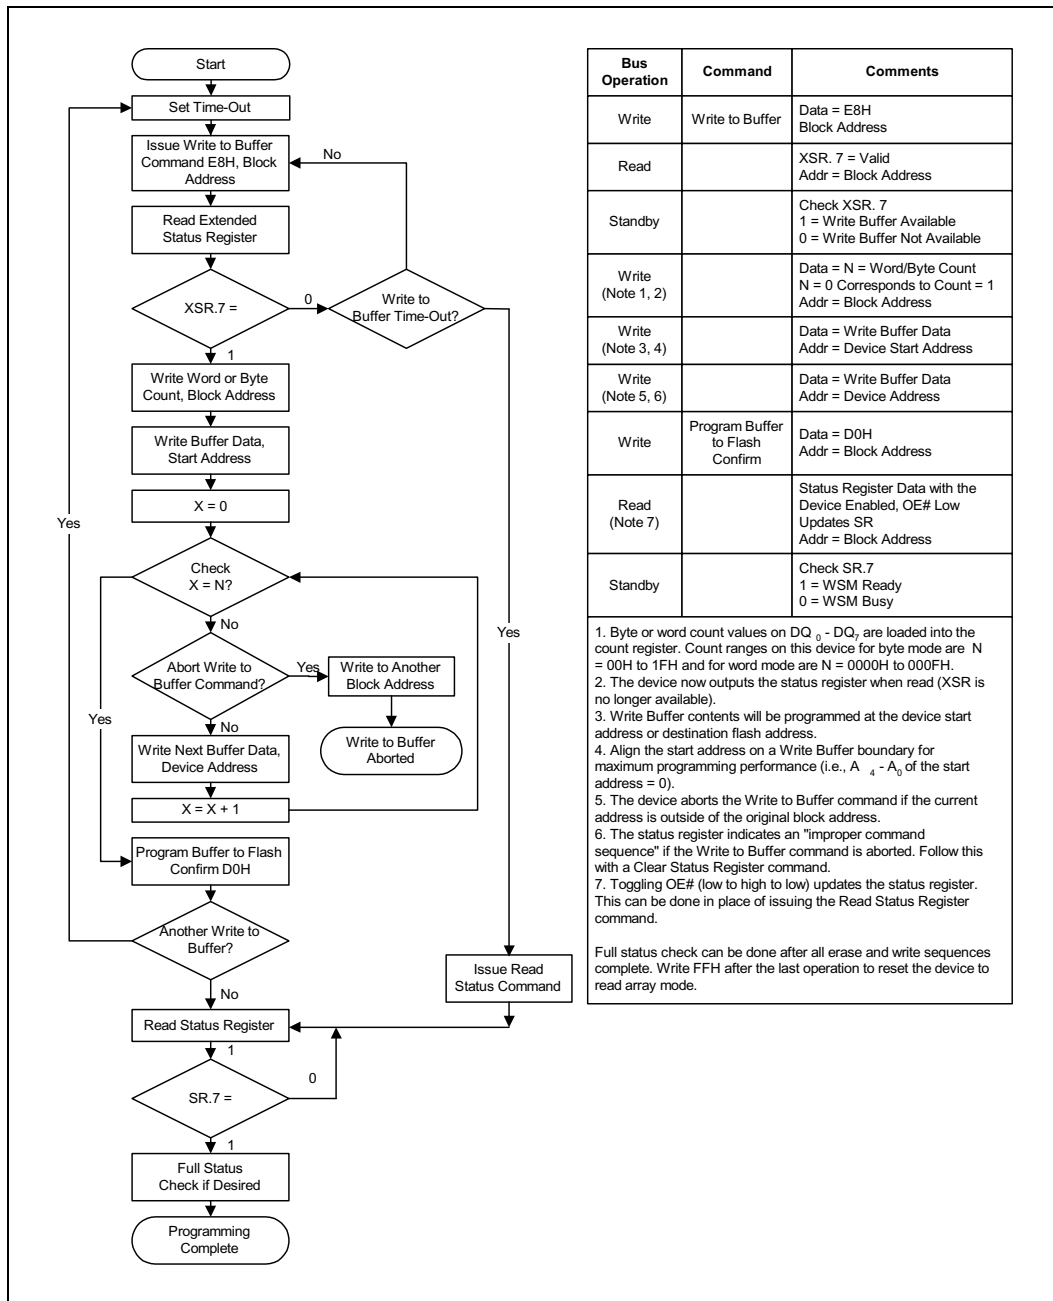 Start
Set Time-Out
Issue Write to Buffer
Command E8H, Block
Address
No
Read Extended
Status Register
XSR.7 =
0
Write to
Buffer Time-Out?
1
Write Word or Byte
Count, Block Address
Write Buffer Data,
Start Address
X = 0
Yes
Check
X = N?
No
Yes
Abort Write to
Buffer Command?
Yes
Write to Another
Block Address
Yes
No
Write to Buffer
Aborted
Write Next Buffer Data,
Device Address
X = X + 1
Program Buffer to Flash
Confirm D0H
Another Write to
Buffer?
No
Issue Read
Status Command
Read Status Register
1
0
SR.7 =
1
Full Status
Check if Desired
Programming
Complete
Bus
Operation
Command
Comments
Write
Write to Buffer
Data = E8H
Block Address
Read
XSR. 7 = Valid
Addr = Block Address
Standby
Check XSR. 7
1 = Write Buffer Available
0 = Write Buffer Not Available
Write
(Note 1, 2)
Data = N = Word/Byte Count
N = 0 Corresponds to Count = 1
Addr = Block Address
Write
(Note 3, 4)
Data = Write Buffer Data
Addr = Device Start Address
Write
(Note 5, 6)
Data = Write Buffer Data
Addr = Device Address
Write
Program Buffer
to Flash
Confirm
Data = D0H
Addr = Block Address
Read
(Note 7)
Status Register Data with the
Device Enabled, OE# Low
Updates SR
Addr = Block Address
Standby
Check SR.7
1 = WSM Ready
0 = WSM Busy
1. Byte or word count values on DQ 0 - DQ7 are loaded into the
count register. Count ranges on this device for byte mode are N
= 00H to 1FH and for word mode are N = 0000H to 000FH.
2. The device now outputs the status register when read (XSR is
no longer available).
3. Write Buffer contents will be programmed at the device start
address or destination flash address.
4. Align the start address on a Write Buffer boundary for
maximum programming performance (i.e., A 4 - A0 of the start
address = 0).
5. The device aborts the Write to Buffer command if the current
address is outside of the original block address.
6. The status register indicates an "improper command
sequence" if the Write to Buffer command is aborted. Follow this
with a Clear Status Register command.
7. Toggling OE# (low to high to low) updates the status register.
This can be done in place of issuing the Read Status Register
command.
Full status check can be done after all erase and write sequences
complete. Write FFH after the last operation to reset the device to
read array mode.